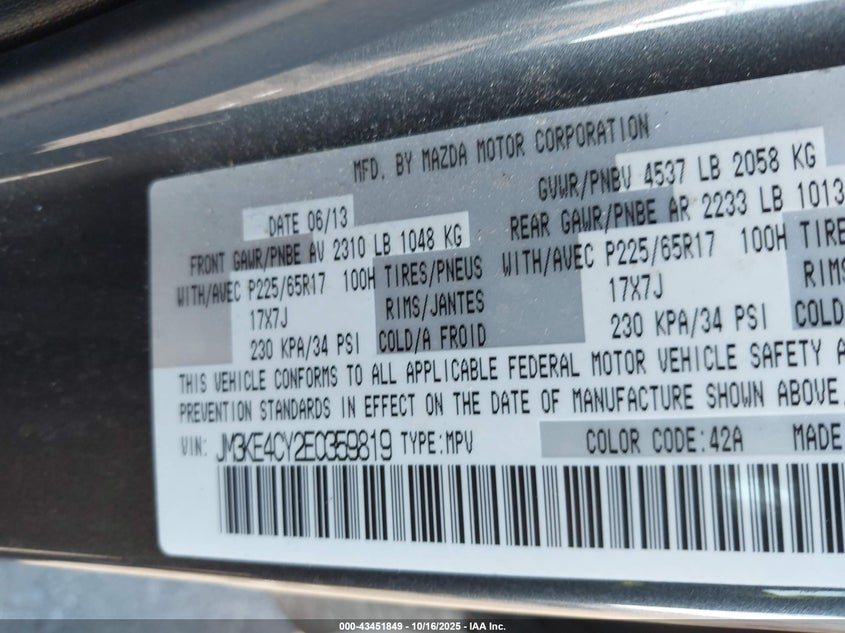 MFD. BY MAZDA MOTOR CORPORATION
DATE 06/13 GVWR/PNBV 4537 LB 2058 KG
FRONT GAWR/PNBE AV 2310 LB 1048 KG REAR GAWR/PNBE AR 2233 LB 1013
WITH/AVEC P225/65R17 100H TIRES/PNEUS WITH/AVEC P225/65R17 100H TIRE
17X7J RIMS/JANTES 17X7J RIMS
230 KPA/34 PSI COLD/A FROID 230 KPA/34 PSI COLD
THIS VEHICLE CONFORMS TO ALL APPLICABLE FEDERAL MOTOR VEHICLE SAFETY A
PREVENTION STANDARDS IN EFFECT ON THE DATE OF MANUFACTURE SHOWN ABOVE.
VIN: JM3KE4CY2E0359819 TYPE:MPV COLOR CODE:42A MADE
000-43451849 - 10/16/2025 - IAA Inc.